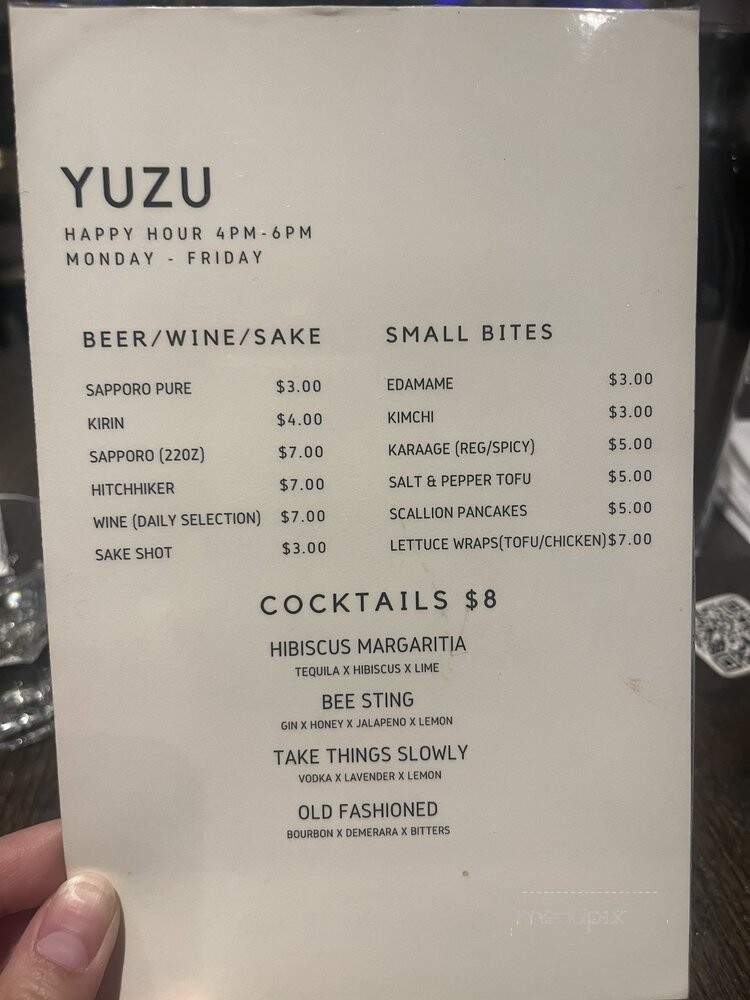 YUZU
HAPPY HOUR 4PM-6PM
MONDAY - FRIDAY
BEER/WINE/SAKE
SAPPORO PURE $3.00
KIRIN $4.00
SAPPORO (22OZ) $7.00
HITCHHIKER $7.00
WINE (DAILY SELECTION) $7.00
SAKE SHOT $3.00
SMALL BITES
EDAMAME $3.00
KIMCHI $3.00
KARAAGE (REG/SPICY) $5.00
SALT & PEPPER TOFU $5.00
SCALLION PANCAKES $5.00
LETTUCE WRAPS(TOFU/CHICKEN)$7.00
COCKTAILS $8
HIBISCUS MARGARITIA
TEQUILA X HIBISCUS X LIME
BEE STING
GIN X HONEY X JALAPENO X LEMON
TAKE THINGS SLOWLY
VODKA X LAVENDER X LEMON
OLD FASHIONED
BOURBON X DEMERARA X BITTERS
menupix